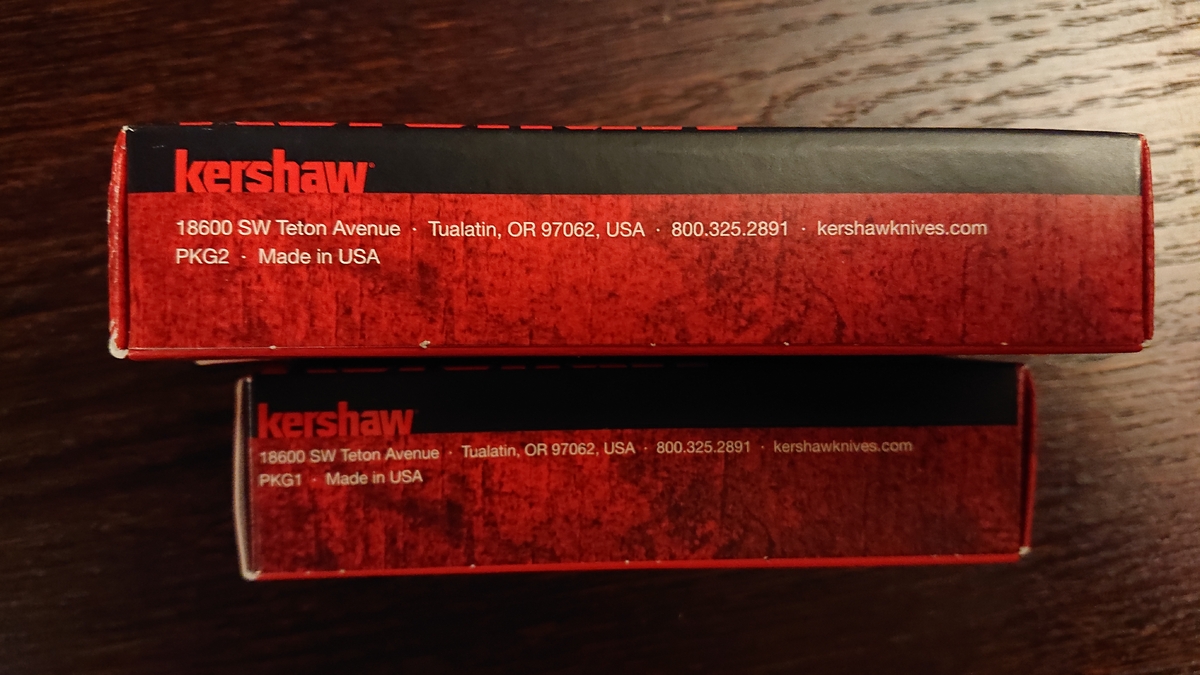 kershaw
18600 SW Teton Avenue · Tualatin, OR 97062, USA · 800.325.2891 · kershawknives.com
PKG2 · Made in USA
kershaw
18600 SW Teton Avenue · Tualatin, OR 97062, USA · 800.325.2891 · kershawknives.com
PKG1 · Made in USA